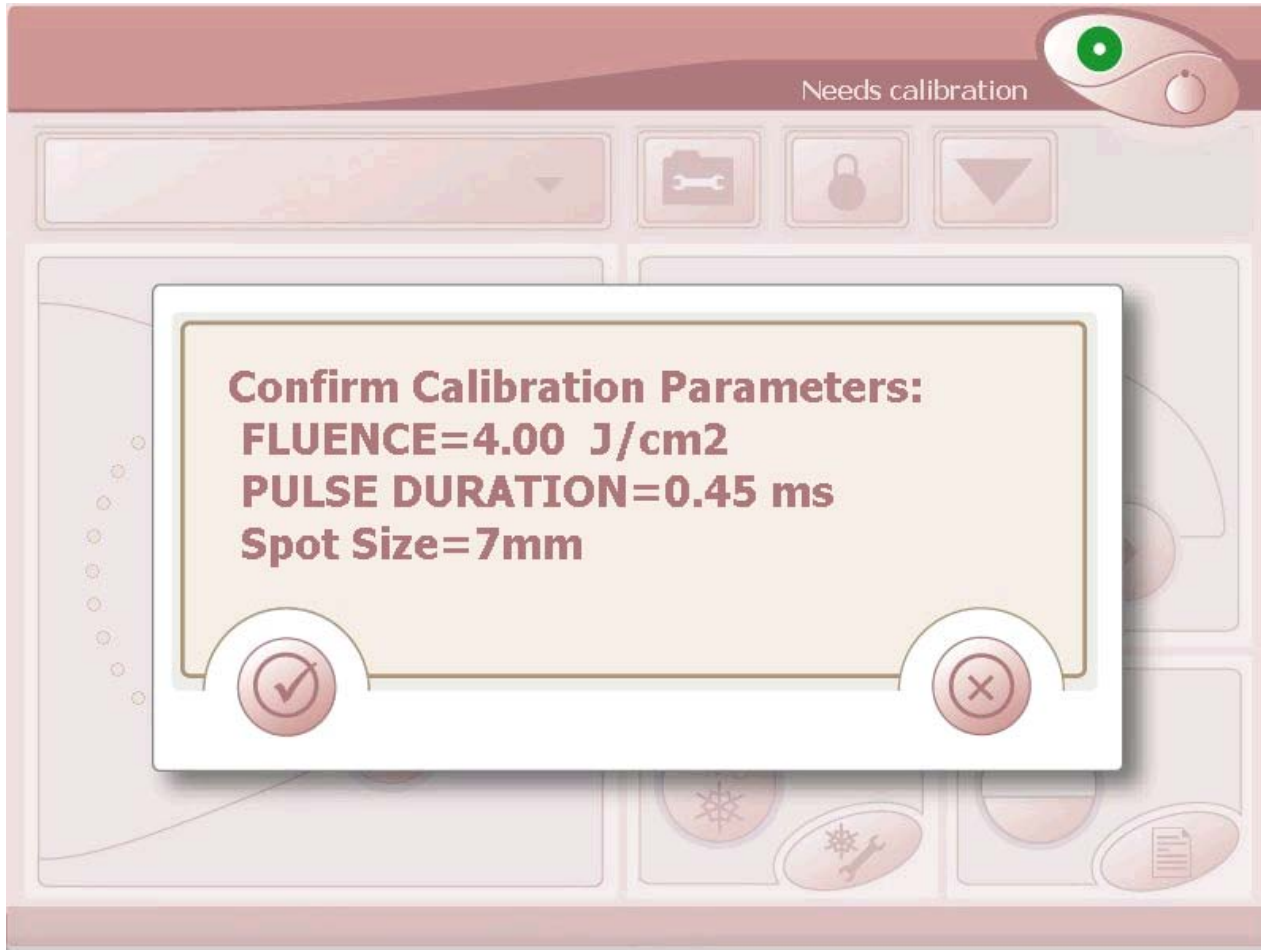 Needs calibration
Confirm Calibration Parameters:
FLUENCE=4.00 J/cm2
PULSE DURATION=0.45 ms
Spot Size=7mm